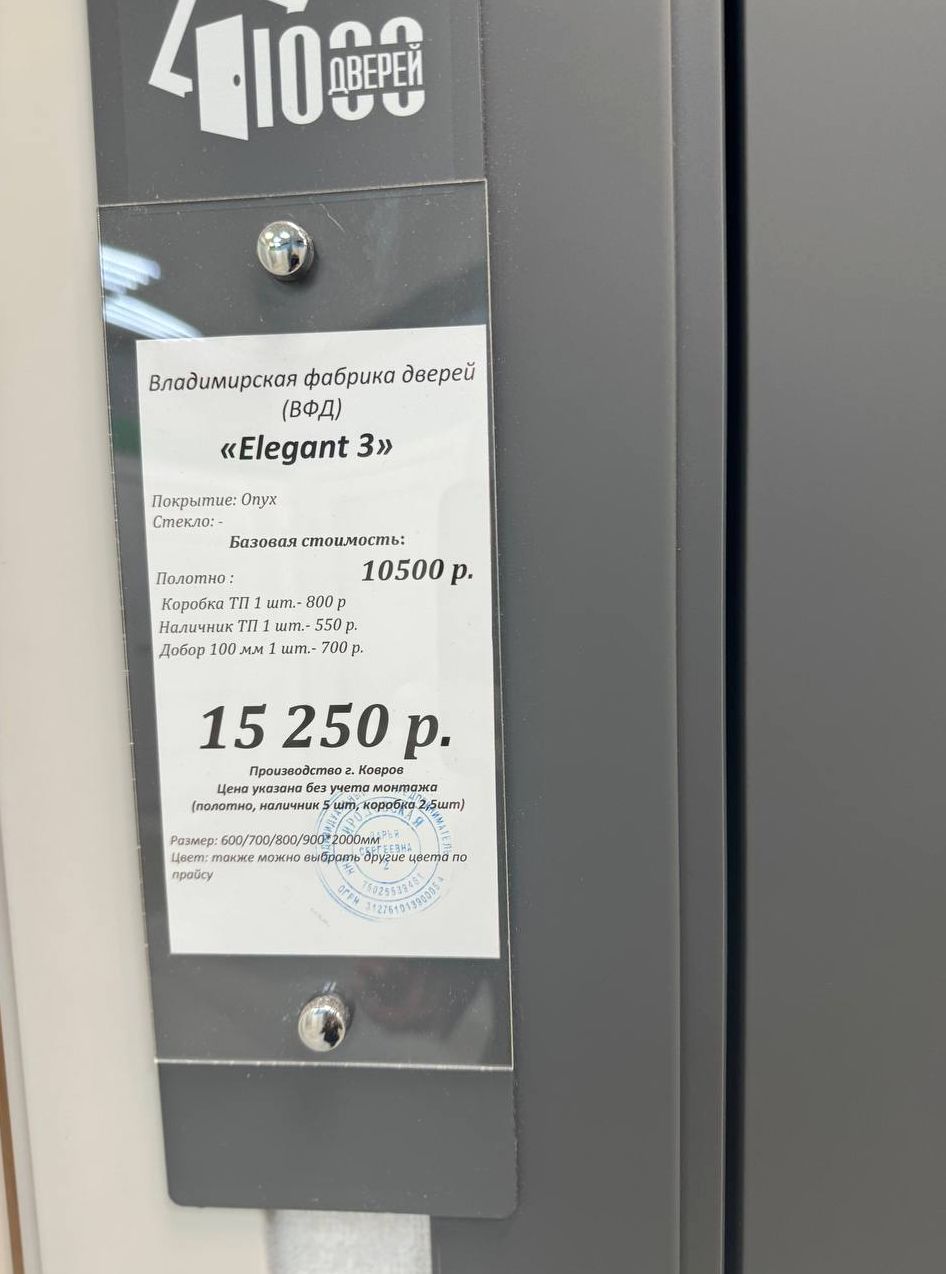 1000
ДВЕРЕЙ
Владимирская фабрика дверей
(ВФД)
«Elegant 3»
Покрытие: Onyx
Стекло: -
Базовая стоимость:
Полотно : 10500 р.
Коробка ТП 1 шт.- 800 р
Наличник ТП 1 шт.- 550 р.
Добор 100 мм 1 шт.- 700 р.
15 250 р.
Производство г. Ковров
Цена указана без учета монтажа
(полотно, наличник 5 шт, коробка 2,5шт)
Размер: 600/700/800/900*2000мм
Цвет: также можно выбрать другие цвета по
прайсу
СЕРГЕЕВНА
ОГРН